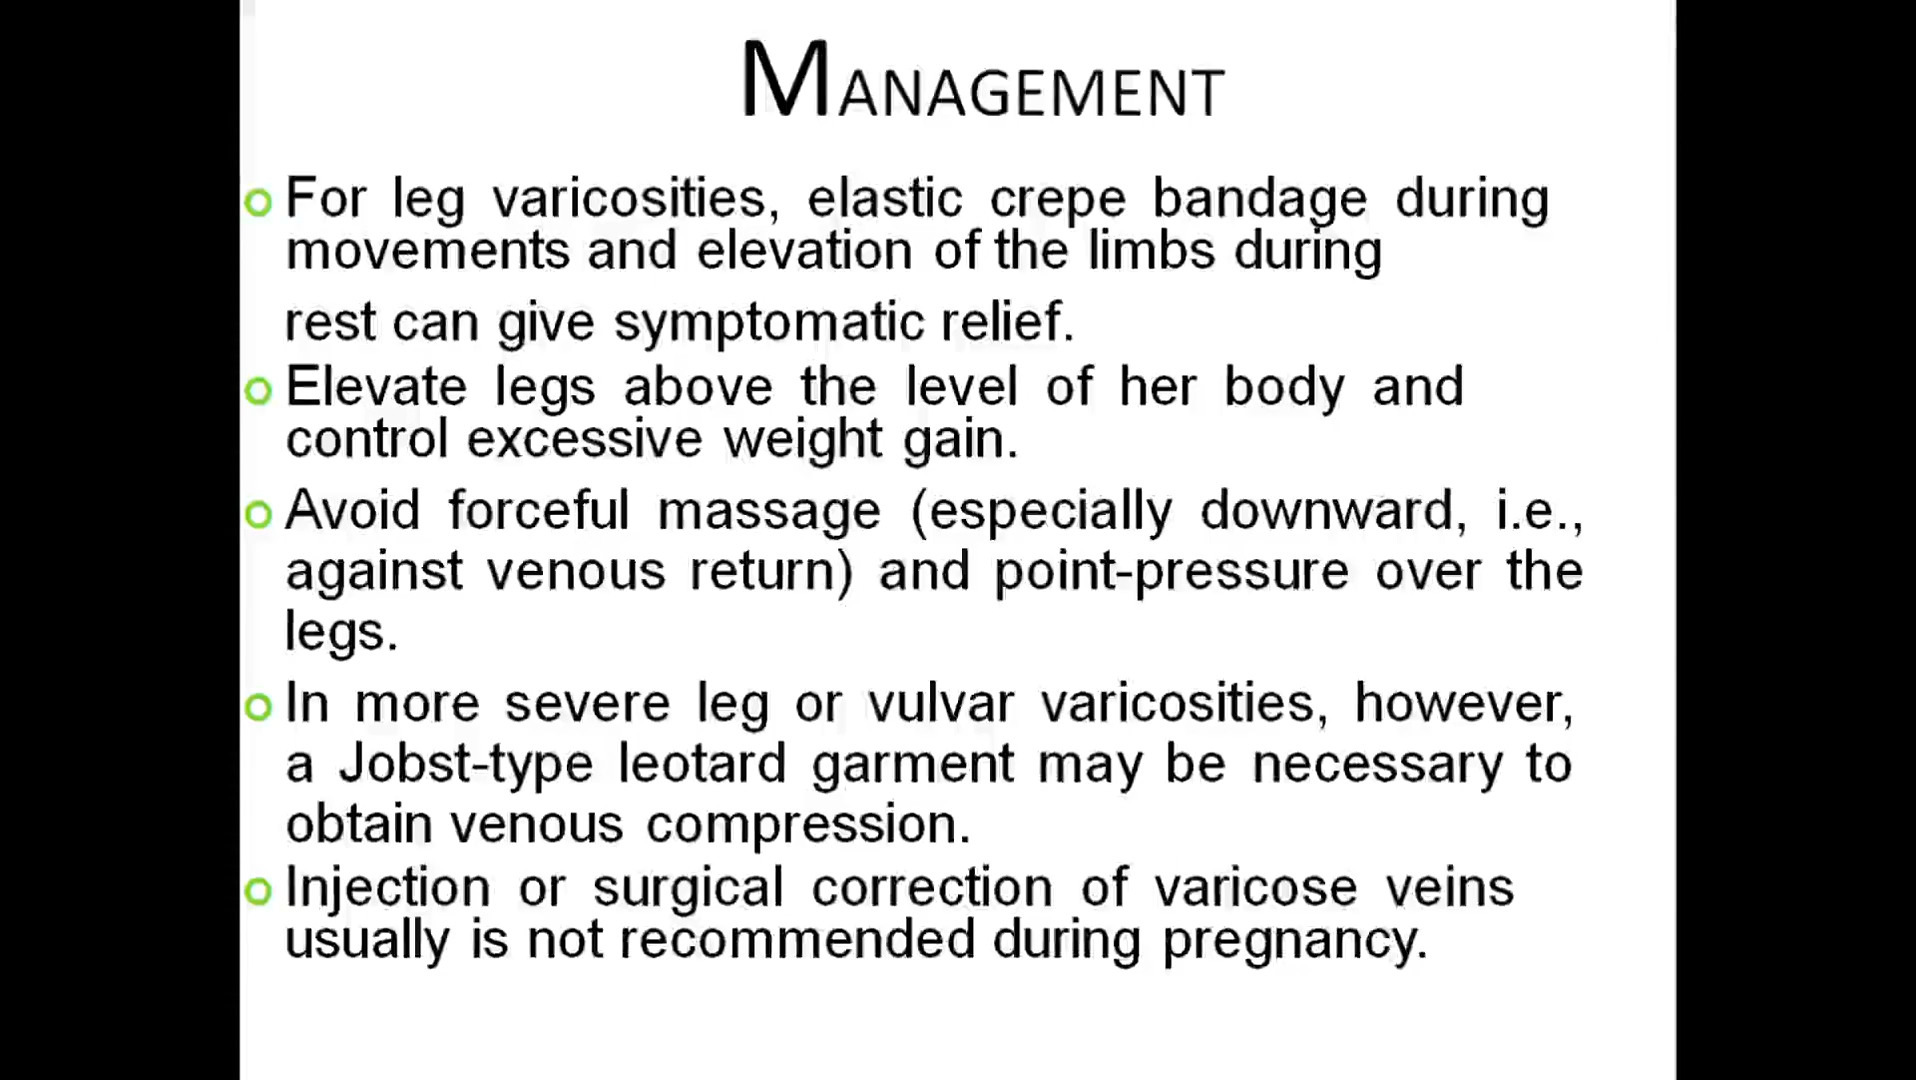 MANAGEMENT
For leg varicosities, elastic crepe bandage during
movements and elevation of the limbs during
rest can give symptomatic relief.
Elevate legs above the level of her body and
control excessive weight gain.
Avoid forceful massage (especially downward, i.e.,
against venous return) and point-pressure over the
legs.
In more severe leg or vulvar varicosities, however,
a Jobst-type leotard garment may be necessary to
obtain venous compression.
Injection or surgical correction of varicose veins
usually is not recommended during pregnancy.